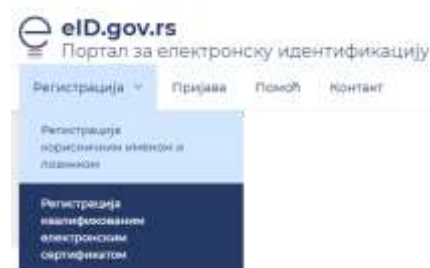 eID.gov.rs
Портал за електронску идентификацију
Регистрација Пријава Помоћ Контакт
Регистрација
корисничким именом и
лозинком
Регистрација
квалификованим
електронским
сертификатом